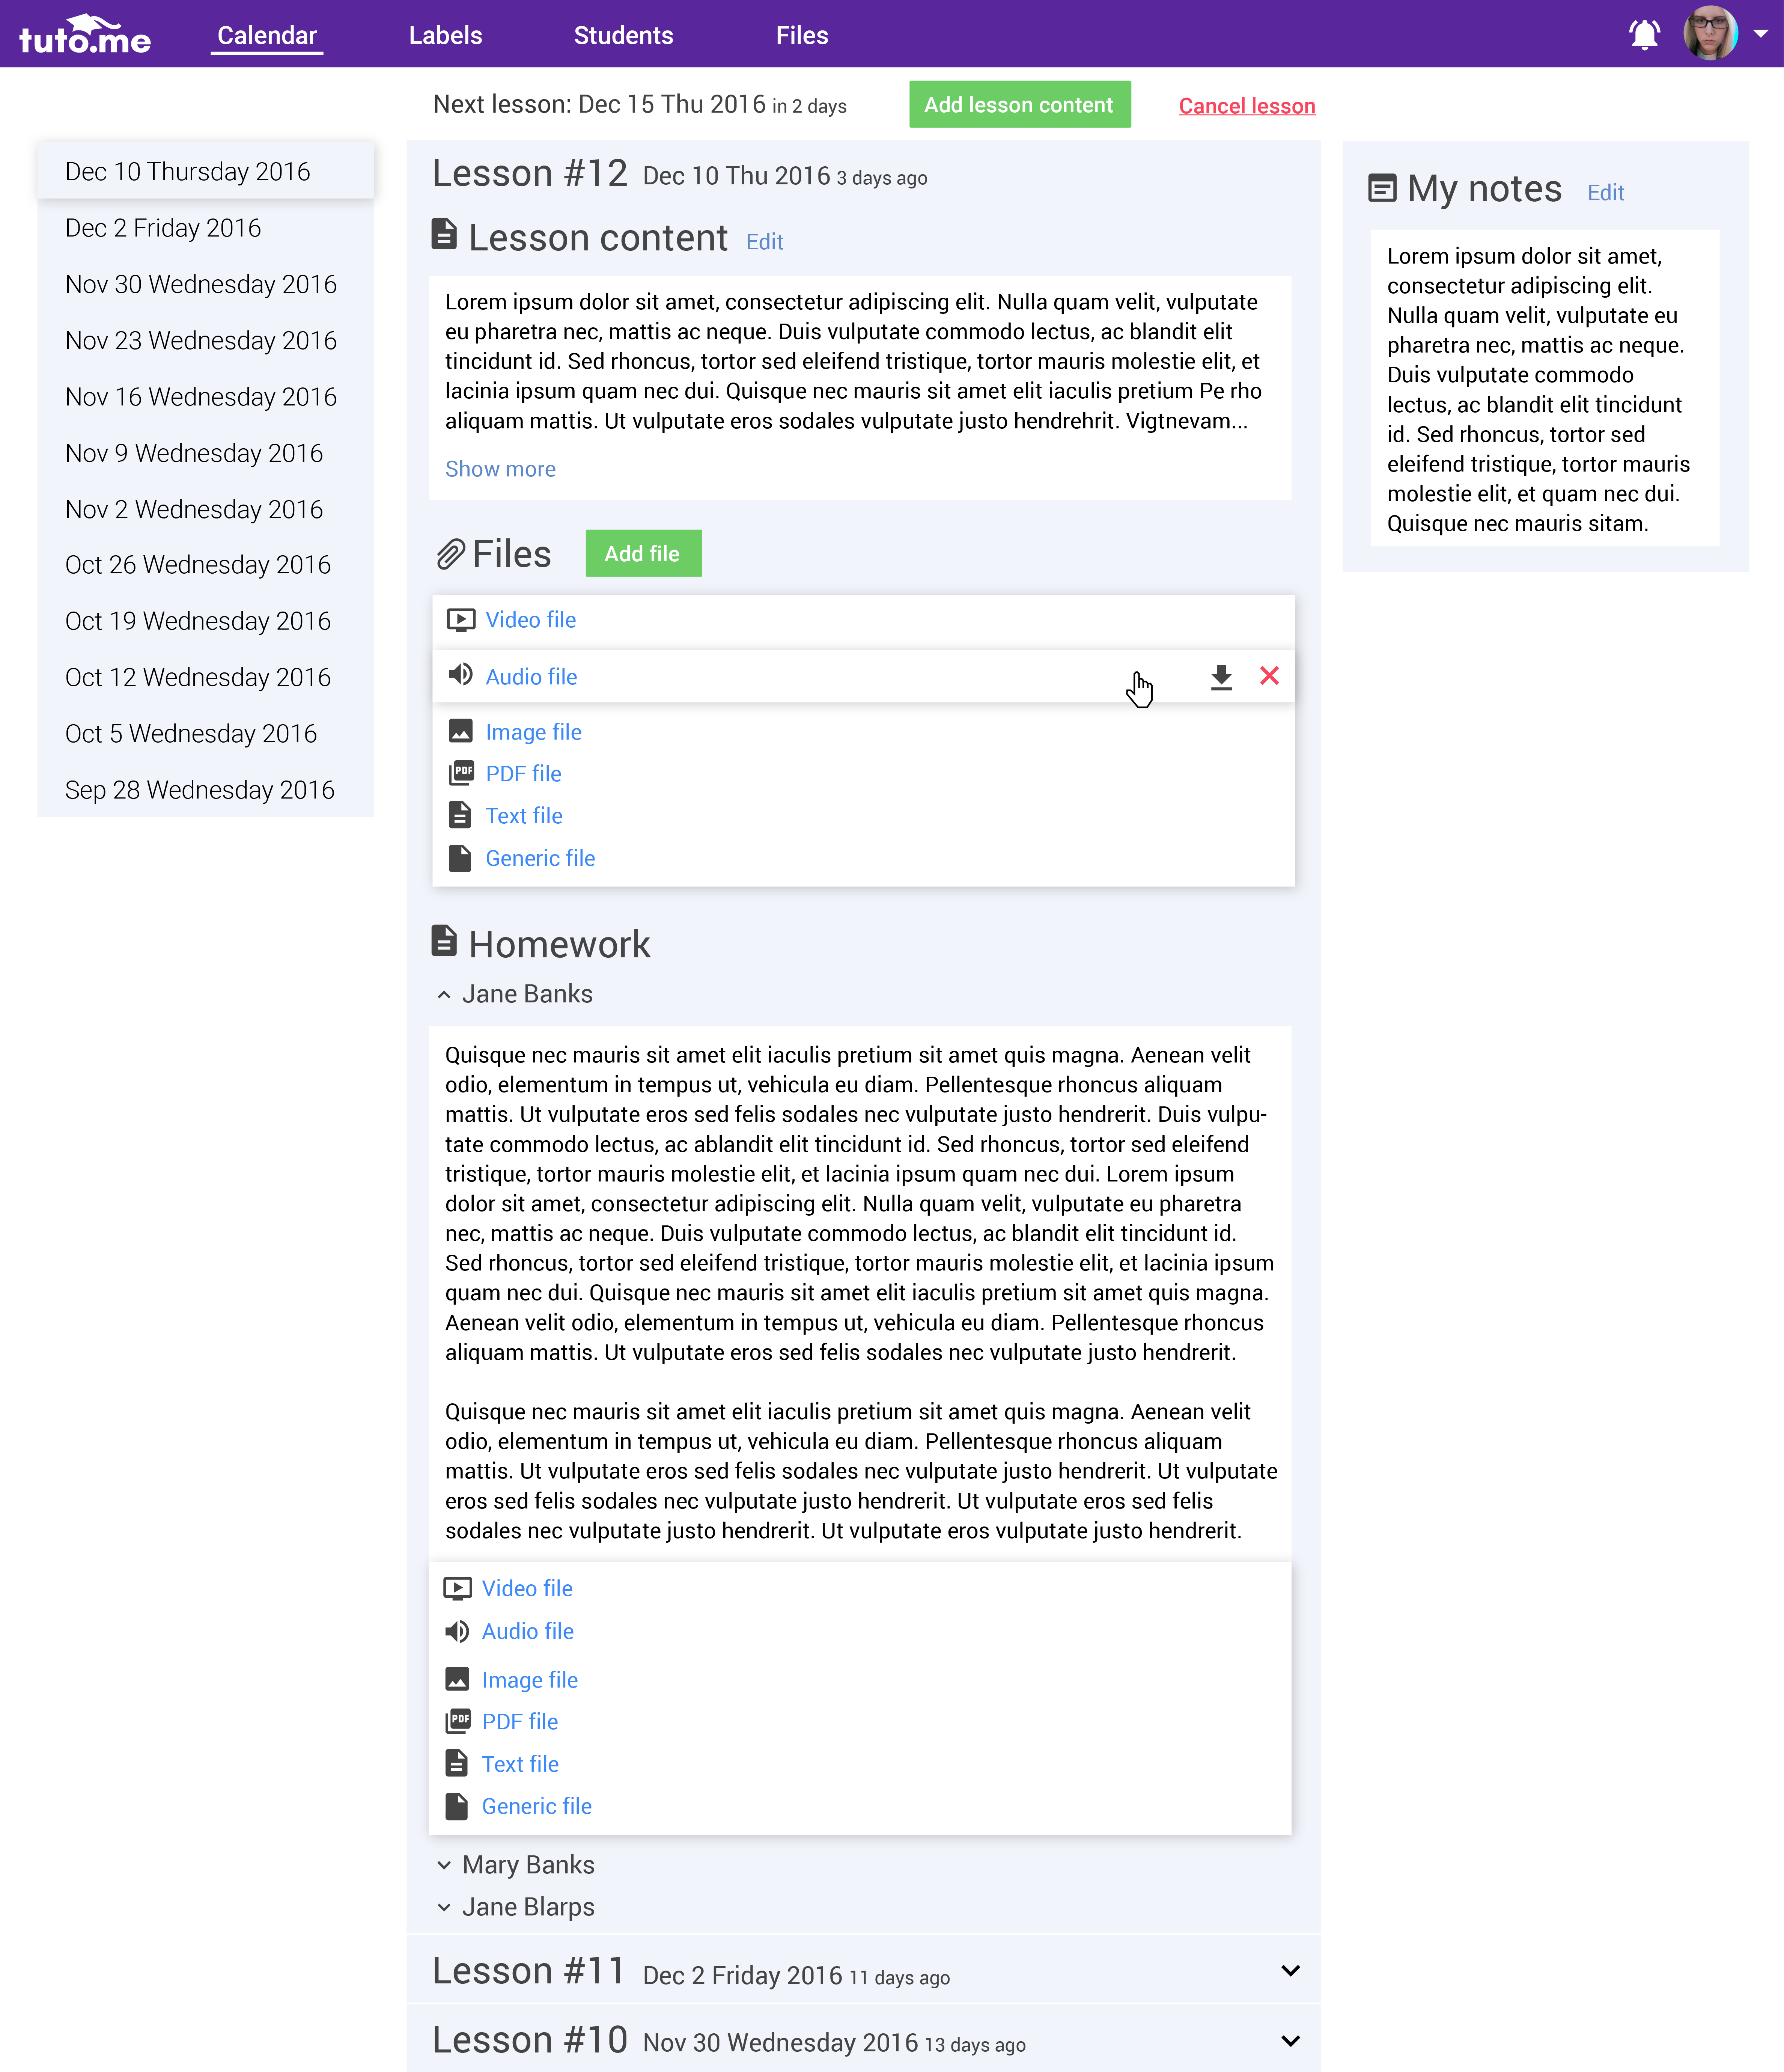 tuto.me
Calendar
Labels
Students
Files
Next lesson: Dec 15 Thu 2016 in 2 days
Add lesson content
Cancel lesson
Dec 10 Thursday 2016
Dec 2 Friday 2016
Nov 30 Wednesday 2016
Nov 23 Wednesday 2016
Nov 16 Wednesday 2016
Nov 9 Wednesday 2016
Nov 2 Wednesday 2016
Oct 26 Wednesday 2016
Oct 19 Wednesday 2016
Oct 12 Wednesday 2016
Oct 5 Wednesday 2016
Sep 28 Wednesday 2016
Lesson #12 Dec 10 Thu 2016 3 days ago
Lesson content Edit
Lorem ipsum dolor sit amet, consectetur adipiscing elit. Nulla quam velit, vulputate
eu pharetra nec, mattis ac neque. Duis vulputate commodo lectus, ac blandit elit
tincidunt id. Sed rhoncus, tortor sed eleifend tristique, tortor mauris molestie elit, et
lacinia ipsum quam nec dui. Quisque nec mauris sit amet elit iaculis pretium Pe rho
aliquam mattis. Ut vulputate eros sodales vulputate justo hendrehrit. Vigtnevam...
Show more
Files
Add file
Video file
Audio file
Image file
PDF
PDF file
Text file
Generic file
Homework
Jane Banks
Quisque nec mauris sit amet elit iaculis pretium sit amet quis magna. Aenean velit
odio, elementum in tempus ut, vehicula eu diam. Pellentesque rhoncus aliquam
mattis. Ut vulputate eros sed felis sodales nec vulputate justo hendrerit. Duis vulpu-
tate commodo lectus, ac ablandit elit tincidunt id. Sed rhoncus, tortor sed eleifend
tristique, tortor mauris molestie elit, et lacinia ipsum quam nec dui. Lorem ipsum
dolor sit amet, consectetur adipiscing elit. Nulla quam velit, vulputate eu pharetra
nec, mattis ac neque. Duis vulputate commodo lectus, ac blandit elit tincidunt id.
Sed rhoncus, tortor sed eleifend tristique, tortor mauris molestie elit, et lacinia ipsum
quam nec dui. Quisque nec mauris sit amet elit iaculis pretium sit amet quis magna.
Aenean velit odio, elementum in tempus ut, vehicula eu diam. Pellentesque rhoncus
aliquam mattis. Ut vulputate eros sed felis sodales nec vulputate justo hendrerit.
Quisque nec mauris sit amet elit iaculis pretium sit amet quis magna. Aenean velit
odio, elementum in tempus ut, vehicula eu diam. Pellentesque rhoncus aliquam
mattis. Ut vulputate eros sed felis sodales nec vulputate justo hendrerit. Ut vulputate
eros sed felis sodales nec vulputate justo hendrerit. Ut vulputate eros sed felis
sodales nec vulputate justo hendrerit. Ut vulputate eros vulputate justo hendrerit.
Video file
Audio file
Image file
PDF
PDF file
Text file
Generic file
Mary Banks
Jane Blarps
Lesson #11 Dec 2 Friday 2016 11 days ago
Lesson #10 Nov 30 Wednesday 2016 13 days ago
My notes Edit
Lorem ipsum dolor sit amet,
consectetur adipiscing elit.
Nulla quam velit, vulputate eu
pharetra nec, mattis ac neque.
Duis vulputate commodo
lectus, ac blandit elit tincidunt
id. Sed rhoncus, tortor sed
eleifend tristique, tortor mauris
molestie elit, et quam nec dui.
Quisque nec mauris sitam.